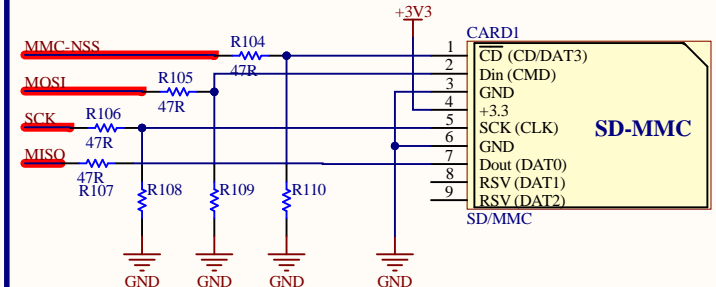 +3V3
CARD1
MMC-NSS
R104
47R
1
CD (CD/DAT3)
MOSI
R105
47R
2
Din (CMD)
3
GND
4
+3.3
SCK
R106
47R
5
SCK (CLK)
SD-MMC
6
GND
MISO
47R
R107
7
Dout (DAT0)
8
RSV (DAT1)
9
RSV (DAT2)
R108
R109
R110
SD/MMC
GND
GND
GND
GND